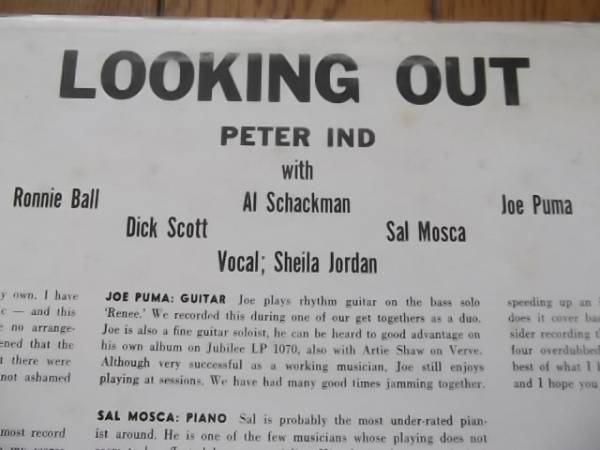 LOOKING OUT
PETER IND
with
Ronnie Ball Al Schackman Joe Puma
Dick Scott Sal Mosca
Vocal; Sheila Jordan
y own. I have
c — and this
e no arrange-
ened that the
t there were
not ashamed
most record
JOE PUMA: GUITAR Joe plays rhythm guitar on the bass solo
'Renee.' We recorded this during one of our get togethers as a duo.
Joe is also a fine guitar soloist, he can be heard to good advantage on
his own album on Jubilee LP 1070, also with Artie Shaw on Verve.
Although very successful as a working musician, Joe still enjoys
playing at sessions. We have had many good times jamming together.
SAL MOSCA: PIANO Sal is probably the most under-rated pian-
ist around. He is one of the few musicians whose playing does not
speeding up an
does it cover
sider recording
four overdubbed
best of what I
and I hope you